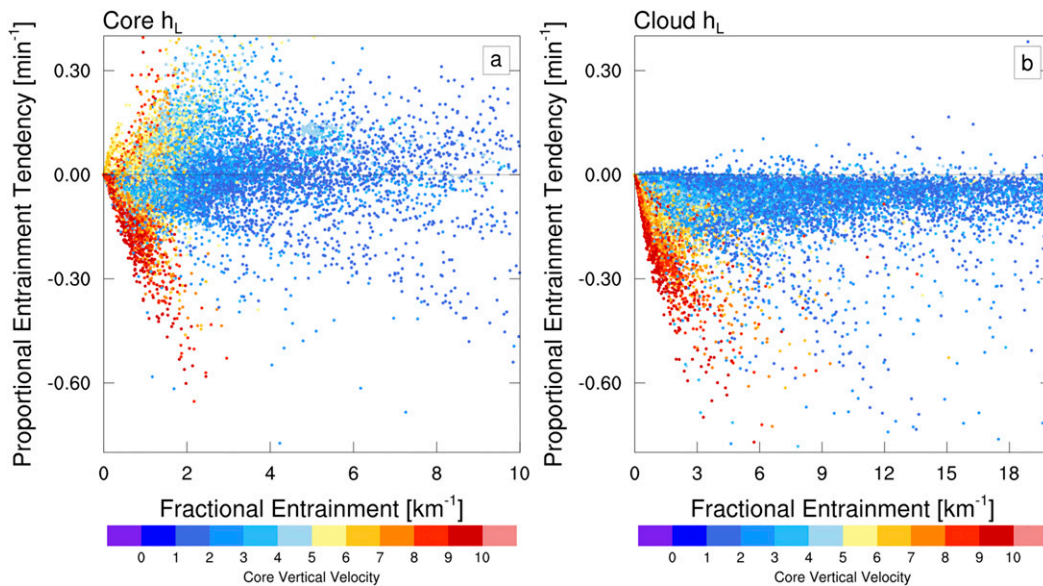 Core h_L
a
Proportional Entrainment Tendency [min⁻¹]
0.30
0.00
-0.30
-0.60
0 2 4 6 8 10
Fractional Entrainment [km⁻¹]
0 1 2 3 4 5 6 7 8 9 10
Core Vertical Velocity
Cloud h_L
b
Proportional Entrainment Tendency [min⁻¹]
0.30
0.00
-0.30
-0.60
0 3 6 9 12 15 18
Fractional Entrainment [km⁻¹]
0 1 2 3 4 5 6 7 8 9 10
Core Vertical Velocity